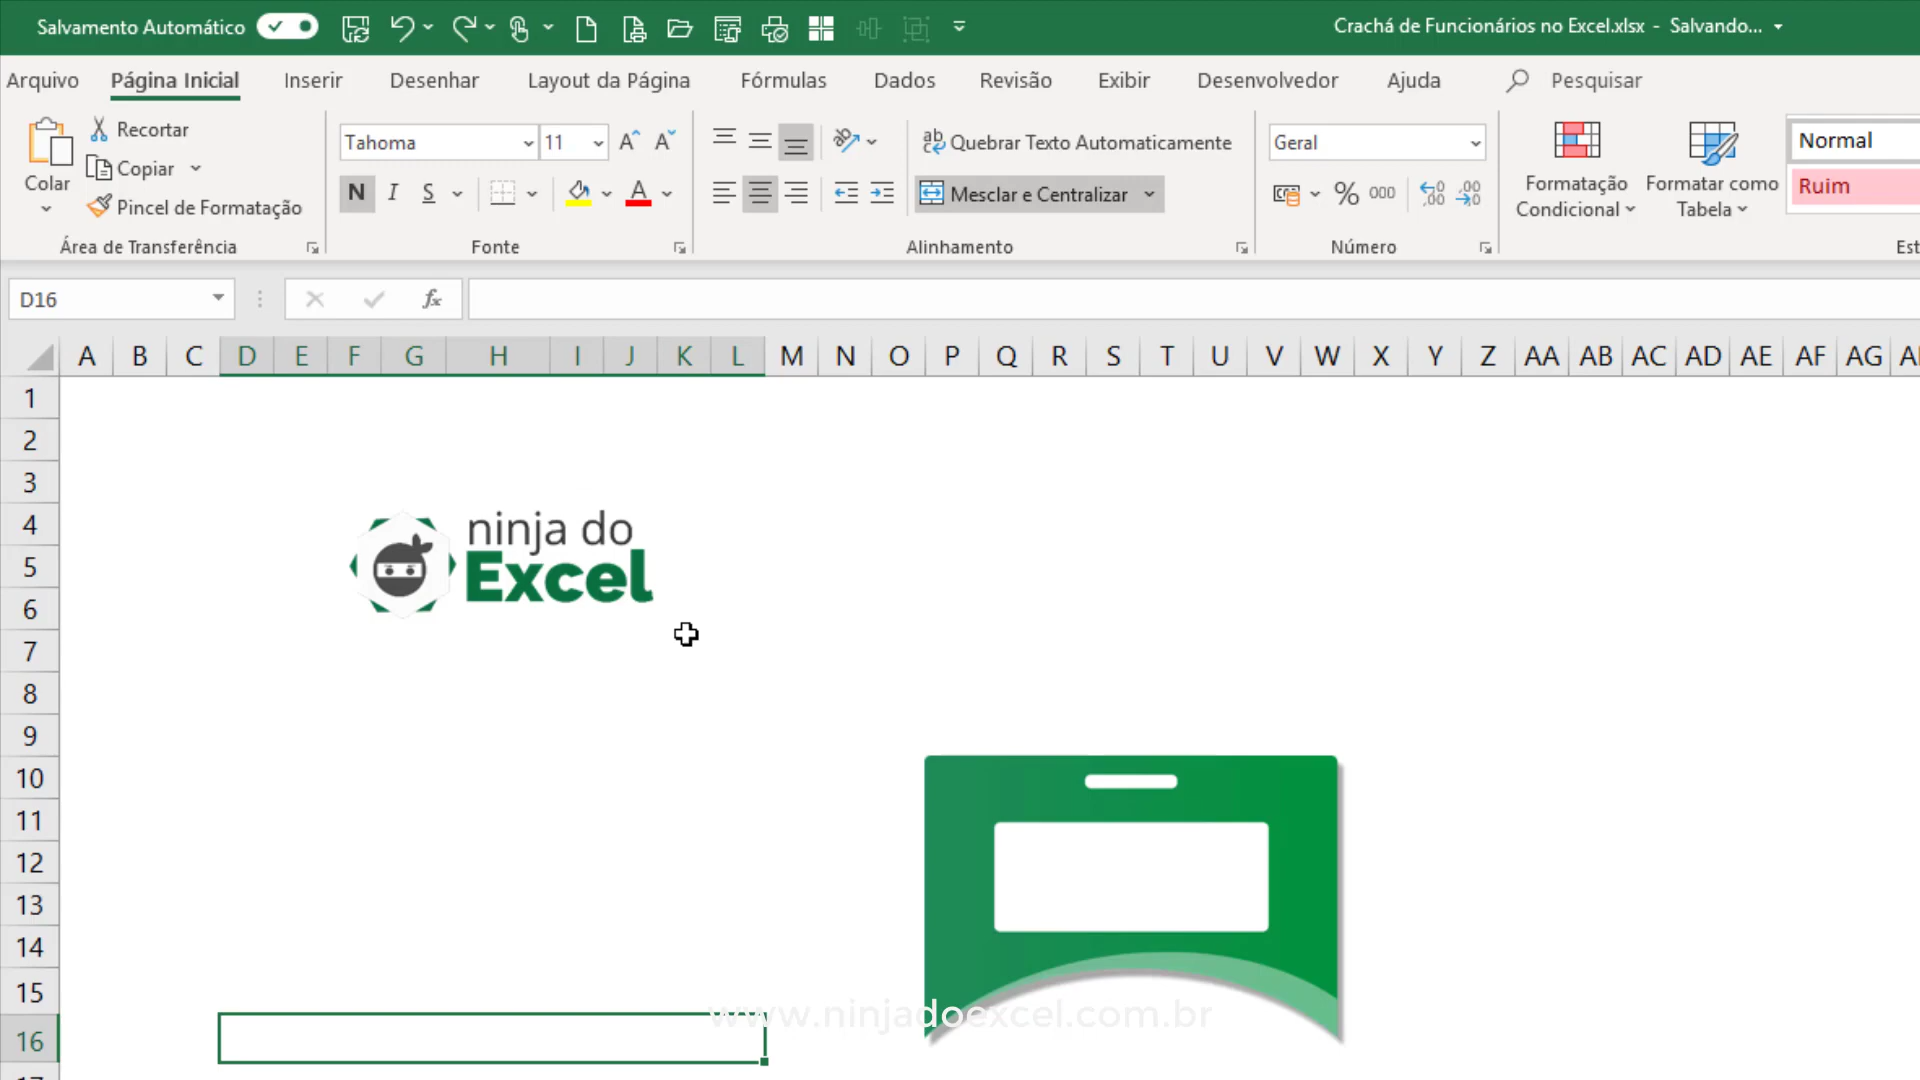 Salvamento Automático
Crachá de Funcionários no Excel.xlsx - Salvando...
Arquivo Página Inicial Inserir Desenhar Layout da Página Fórmulas Dados Revisão Exibir Desenvolvedor Ajuda Pesquisar
Colar
Recortar
Copiar
Pincel de Formatação
Área de Transferência
Tahoma 11
N I S A
Fonte
Quebrar Texto Automaticamente
Mesclar e Centralizar
Alinhamento
Geral
% 000
Número
Formatação Condicional
Formatar como Tabela
Normal
Ruim
Est
D16
fx
A B C D E F G H I J K L M N O P Q R S T U V W X Y Z AA AB AC AD AE AF AG
1
2
3
4
5
6
7
8
9
10
11
12
13
14
15
16
ninja do
Excel
www.ninjadoexcel.com.br